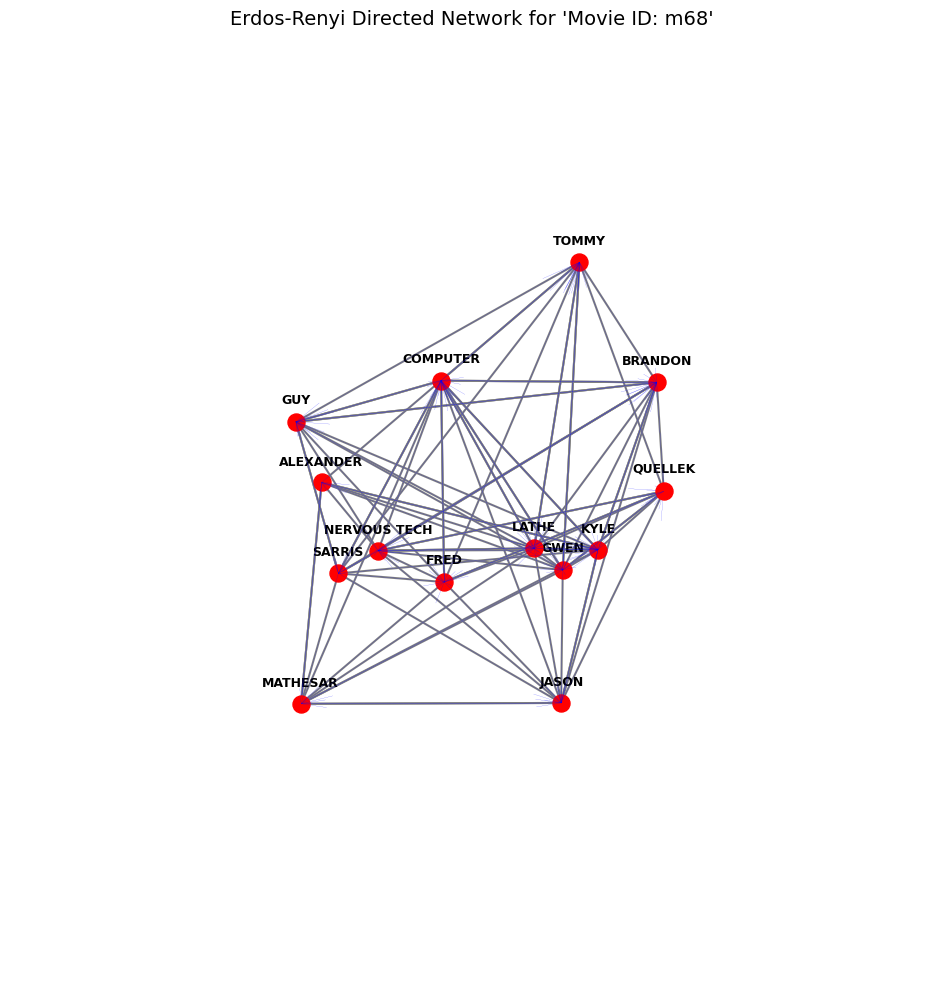 Erdos-Renyi Directed Network for 'Movie ID: m68'
TOMMY
COMPUTER
BRANDON
GUY
ALEXANDER
QUELLEK
NERVOUS TECH
LATHE
KYLE
SARRIS
GWEN
FRED
MATHESAR
JASON